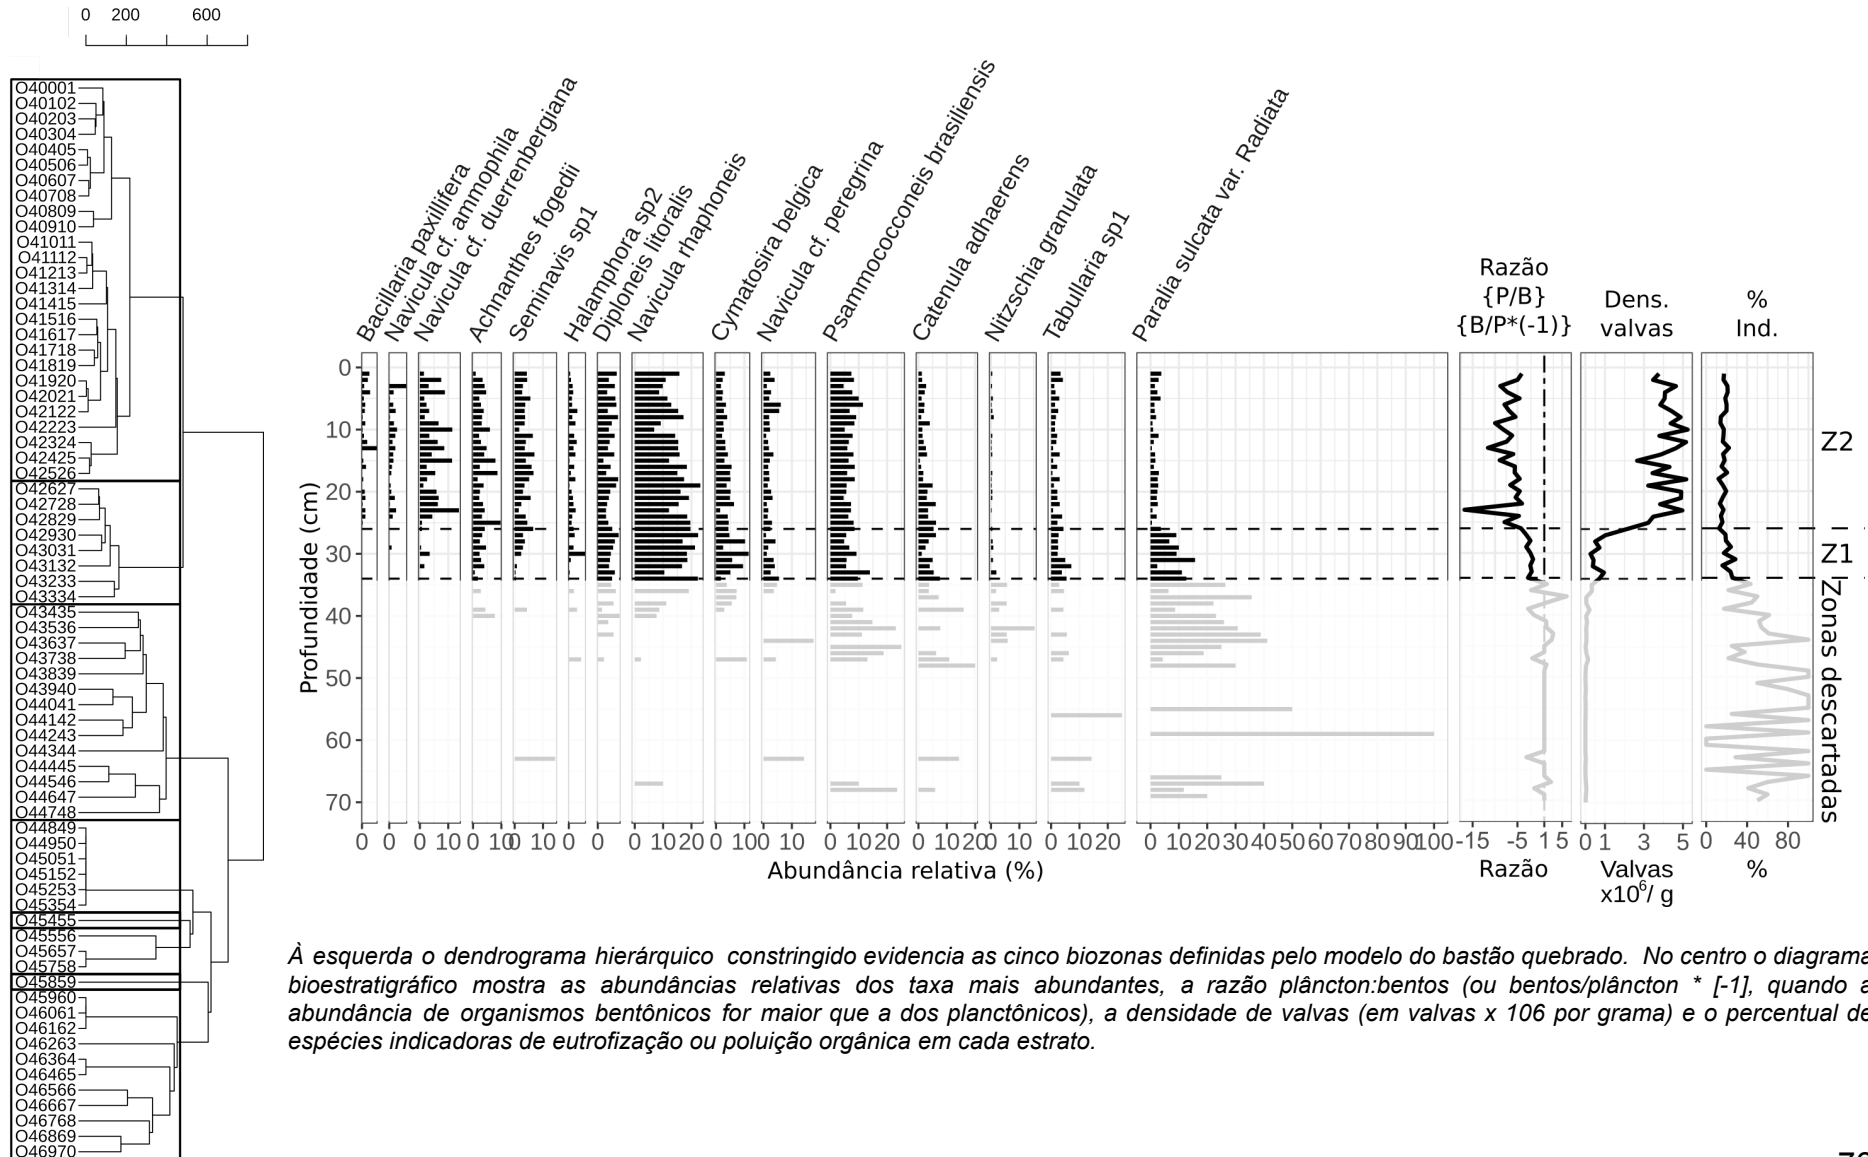 0 200 600
O40001
O40102
O40203
O40304
O40405
O40506
O40607
O40708
O40809
O40910
O41011
O41112
O41213
O41314
O41415
O41516
O41617
O41718
O41819
O41920
O42021
O42122
O42223
O42324
O42425
O42526
O42627
O42728
O42829
O42930
O43031
O43132
O43233
O43334
O43435
O43536
O43637
O43738
O43839
O43940
O44041
O44142
O44243
O44344
O44445
O44546
O44647
O44748
O44849
O44950
O45051
O45152
O45253
O45354
O45455
O45556
O45657
O45758
O45859
O45960
O46061
O46162
O46263
O46364
O46465
O46566
O46667
O46768
O46869
O46970
Bacillaria paxillifera
Navicula cf. ammophila
Navicula cf. duerrenbergiana
Achnanthes fogedii
Seminavis sp1
Halamphora sp2
Diploneis litoralis
Navicula rhaphoneis
Cymatosira belgica
Navicula cf. peregrina
Psammococconeis brasiliensis
Catenula adhaerens
Nitzschia granulata
Tabullaria sp1
Paralia sulcata var. Radiata
Razão
{P/B}
{B/P*(-1)}
Dens.
valvas
%
Ind.
Profundidade (cm)
0
10
20
30
40
50
60
70
Z2
Z1
Zonas descartadas
0 0 0 10 0 10 0 10 0 0 0 10 20 0 10 0 10 0 10 20 0 10 20 0 10 0 10 20 0 10 20 30 40 50 60 70 80 90 100 -15 -5 1 5 0 1 3 5 0 40 80
Abundância relativa (%)
Razão
Valvas
x10⁶/ g
%
À esquerda o dendrograma hierárquico constringido evidencia as cinco biozonas definidas pelo modelo do bastão quebrado. No centro o diagrama
bioestratigráfico mostra as abundâncias relativas dos taxa mais abundantes, a razão plâncton:bentos (ou bentos/plâncton * [-1], quando a
abundância de organismos bentônicos for maior que a dos planctônicos), a densidade de valvas (em valvas x 106 por grama) e o percentual de
espécies indicadoras de eutrofização ou poluição orgânica em cada estrato.